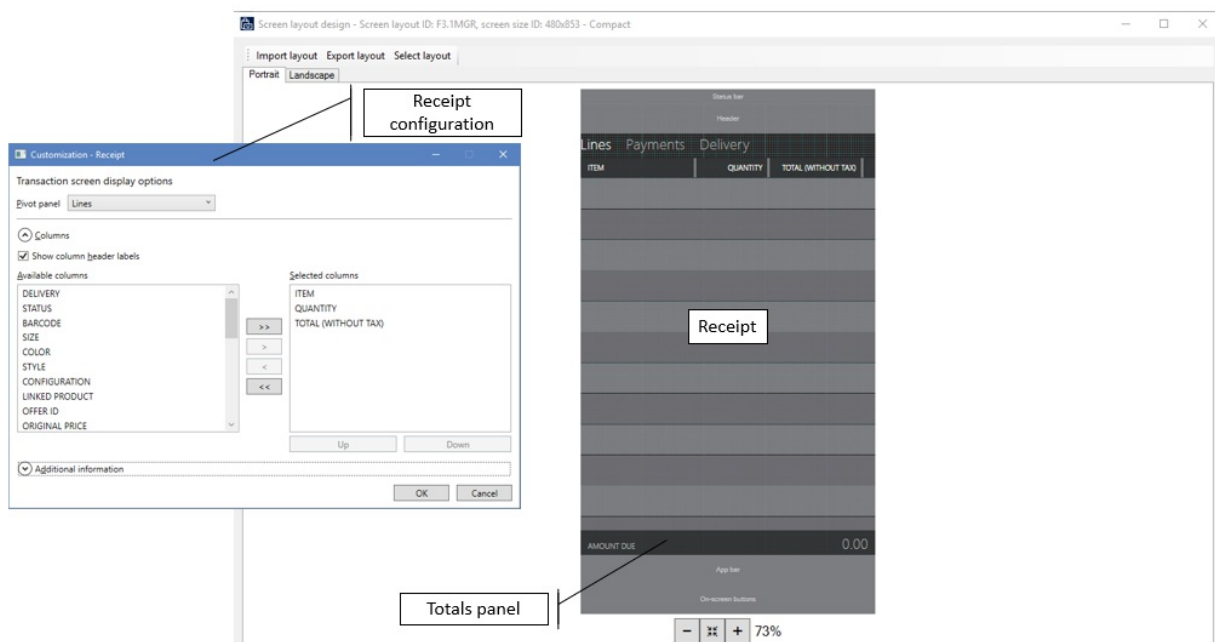 Screen layout design - Screen layout ID: F3.1MGR, screen size ID: 480x853 - Compact
Import layout Export layout Select layout
Portrait Landscape
Receipt
configuration
Customization - Receipt
Transaction screen display options
Pivot panel Lines
Columns
Show column header labels
Available columns
DELIVERY
STATUS
BARCODE
SIZE
COLOR
STYLE
CONFIGURATION
LINKED PRODUCT
OFFER ID
ORIGINAL PRICE
>>
>
<
<<
Selected columns
ITEM
QUANTITY
TOTAL (WITHOUT TAX)
Up Down
Additional information
OK Cancel
Status bar
Header
Lines Payments Delivery
ITEM QUANTITY TOTAL (WITHOUT TAX)
Receipt
AMOUNT DUE 0.00
App bar
On-screen buttons
Totals panel
73%